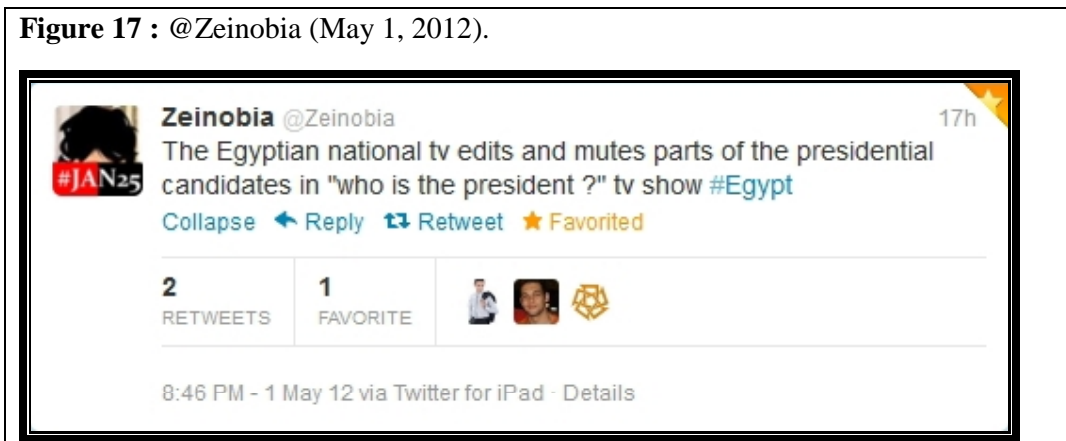 Figure 17 : @Zeinobia (May 1, 2012).
Zeinobia @Zeinobia 17h
#JAN25
The Egyptian national tv edits and mutes parts of the presidential
candidates in "who is the president ?" tv show #Egypt
Collapse Reply Retweet Favorited
2 1
RETWEETS FAVORITE
8:46 PM - 1 May 12 via Twitter for iPad · Details